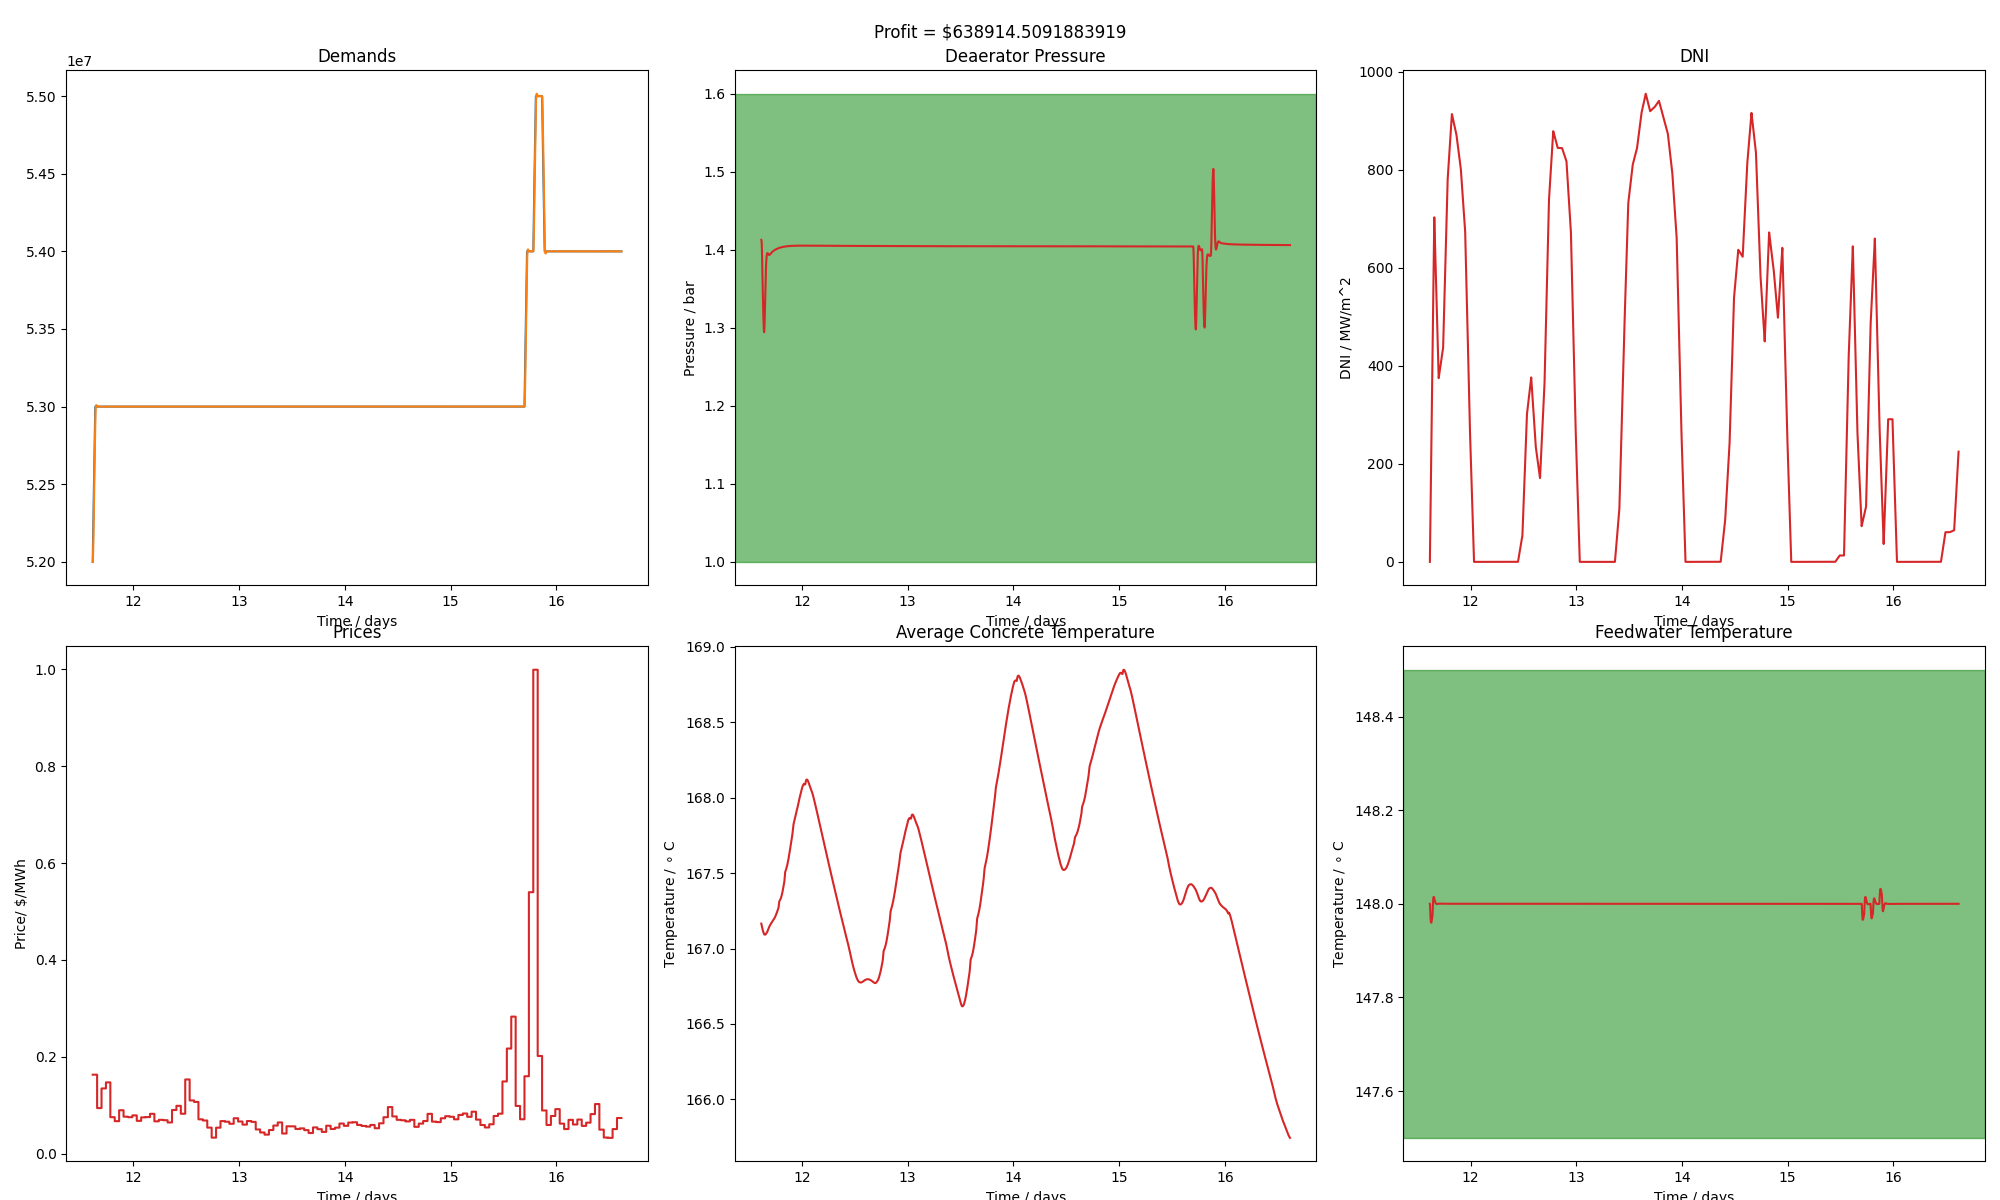 Profit = $638914.5091883919
Demands
1e7
5.50
5.45
5.40
5.35
5.30
5.25
5.20
12 13 14 15 16
Time / days
Deaerator Pressure
Pressure / bar
1.6
1.5
1.4
1.3
1.2
1.1
1.0
12 13 14 15 16
Time / days
DNI
DNI / MW/m^2
1000
800
600
400
200
0
12 13 14 15 16
Time / days
Prices
Price/ $/MWh
1.0
0.8
0.6
0.4
0.2
0.0
12 13 14 15 16
Time / days
Average Concrete Temperature
Temperature / ∘ C
169.0
168.5
168.0
167.5
167.0
166.5
166.0
12 13 14 15 16
Time / days
Feedwater Temperature
Temperature / ∘ C
148.4
148.2
148.0
147.8
147.6
12 13 14 15 16
Time / days